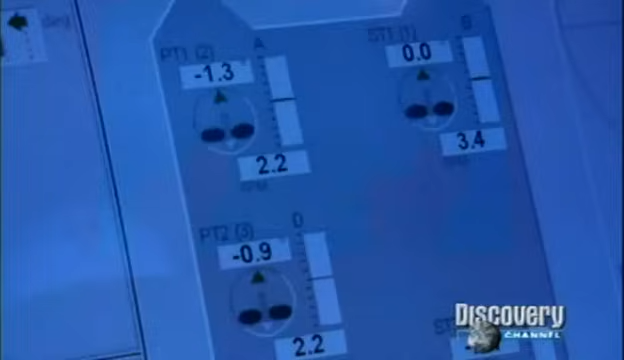 PT1 (2)
A
-1.3
2.2
RPM
ST1 (1)
B
0.0
3.4
PT2 (3)
D
-0.9
2.2
Discovery
CHANNEL